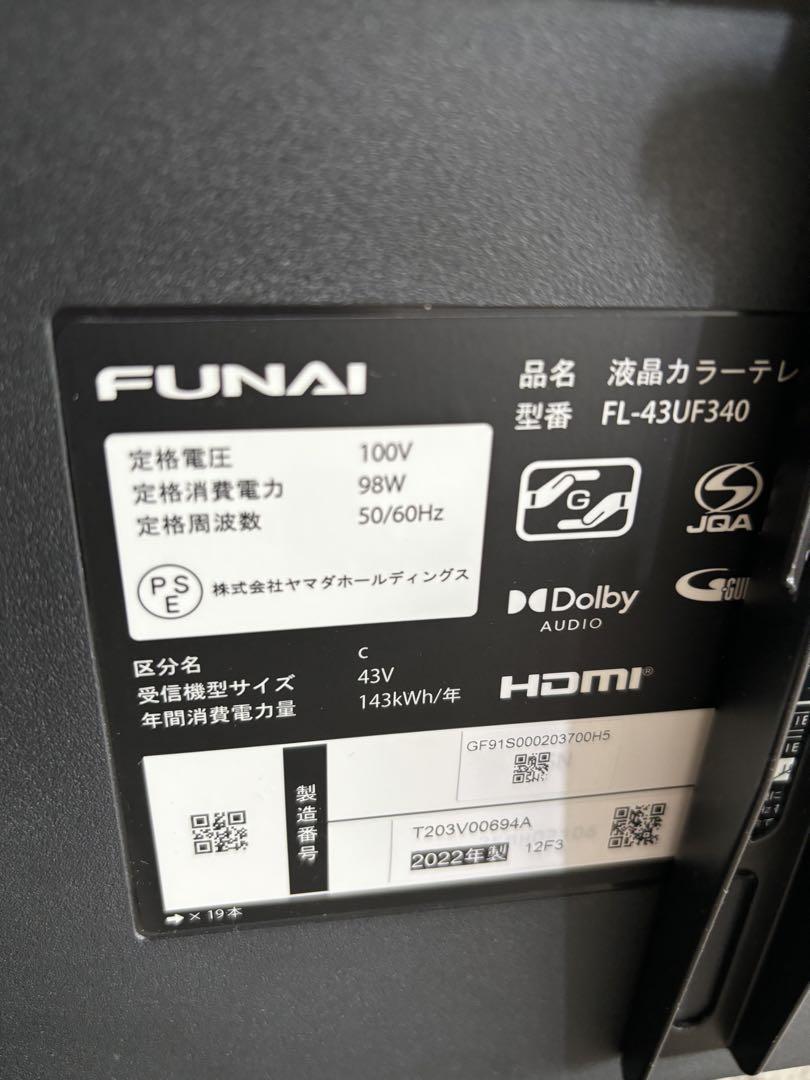 FUNAI
品名 液晶カラーテレ
型番 FL-43UF340
定格電圧 100V
定格消費電力 98W
定格周波数 50/60Hz
PSE 株式会社ヤマダホールディングス
G
JQA
Dolby
AUDIO
G-GUI
HDMI®
区分名 C
受信機型サイズ 43V
年間消費電力量 143kWh/年
GF91S000203700H5
製造番号
T203V00694A
2022年製 12F3
➡× 19本